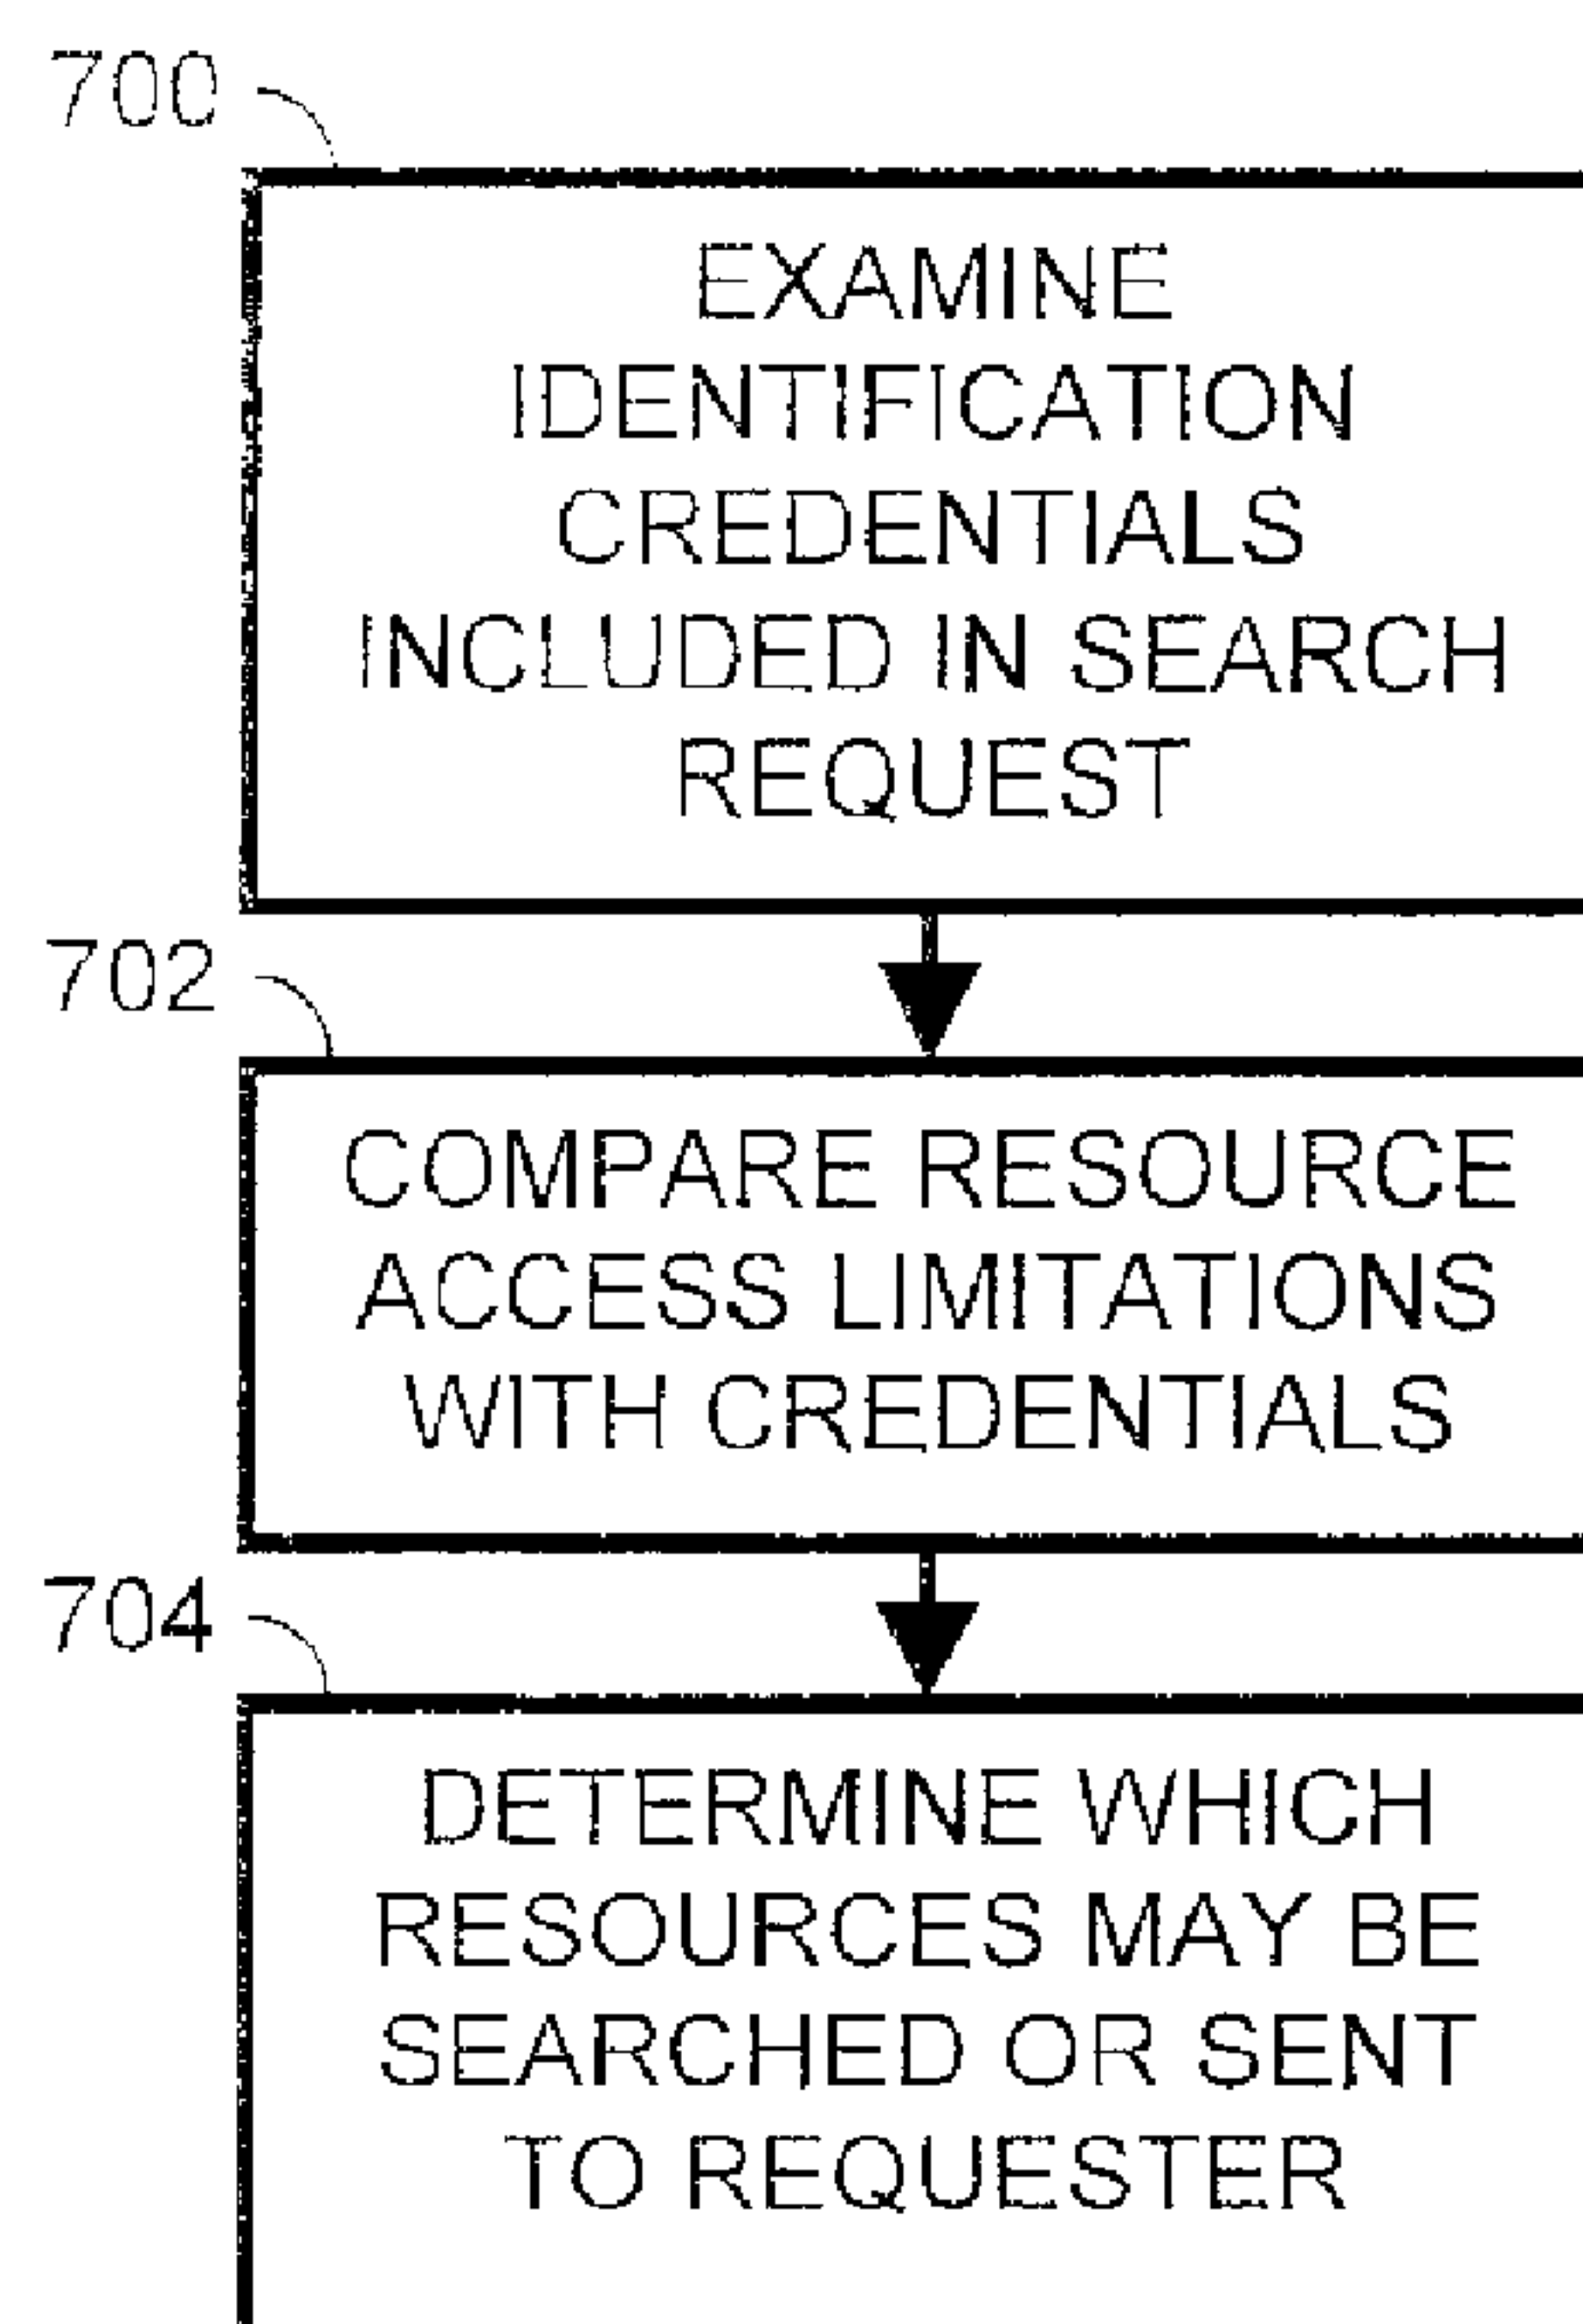 700
EXAMINE
IDENTIFICATION
CREDENTIALS
INCLUDED IN SEARCH
REQUEST
702
COMPARE RESOURCE
ACCESS LIMITATIONS
WITH CREDENTIALS
704
DETERMINE WHICH
RESOURCES MAY BE
SEARCHED OR SENT
TO REQUESTER